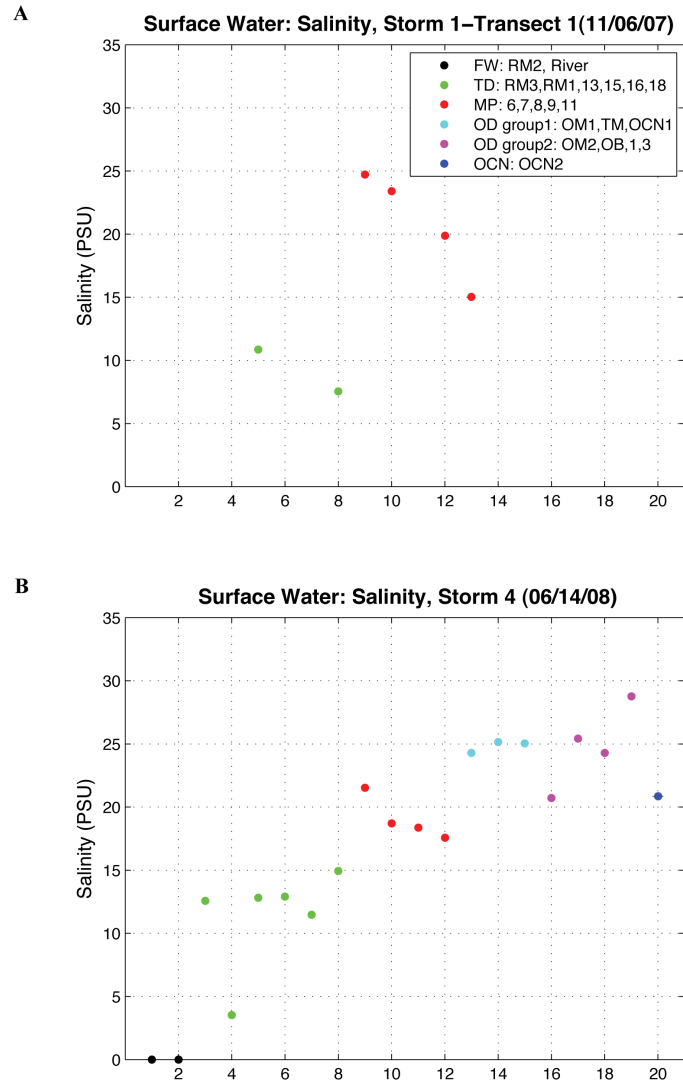 A
Surface Water: Salinity, Storm 1−Transect 1(11/06/07)
35
30
25
20
15
10
5
0
Salinity (PSU)
FW: RM2, River
TD: RM3,RM1,13,15,16,18
MP: 6,7,8,9,11
OD group1: OM1,TM,OCN1
OD group2: OM2,OB,1,3
OCN: OCN2
2 4 6 8 10 12 14 16 18 20
B
Surface Water: Salinity, Storm 4 (06/14/08)
35
30
25
20
15
10
5
0
Salinity (PSU)
2 4 6 8 10 12 14 16 18 20